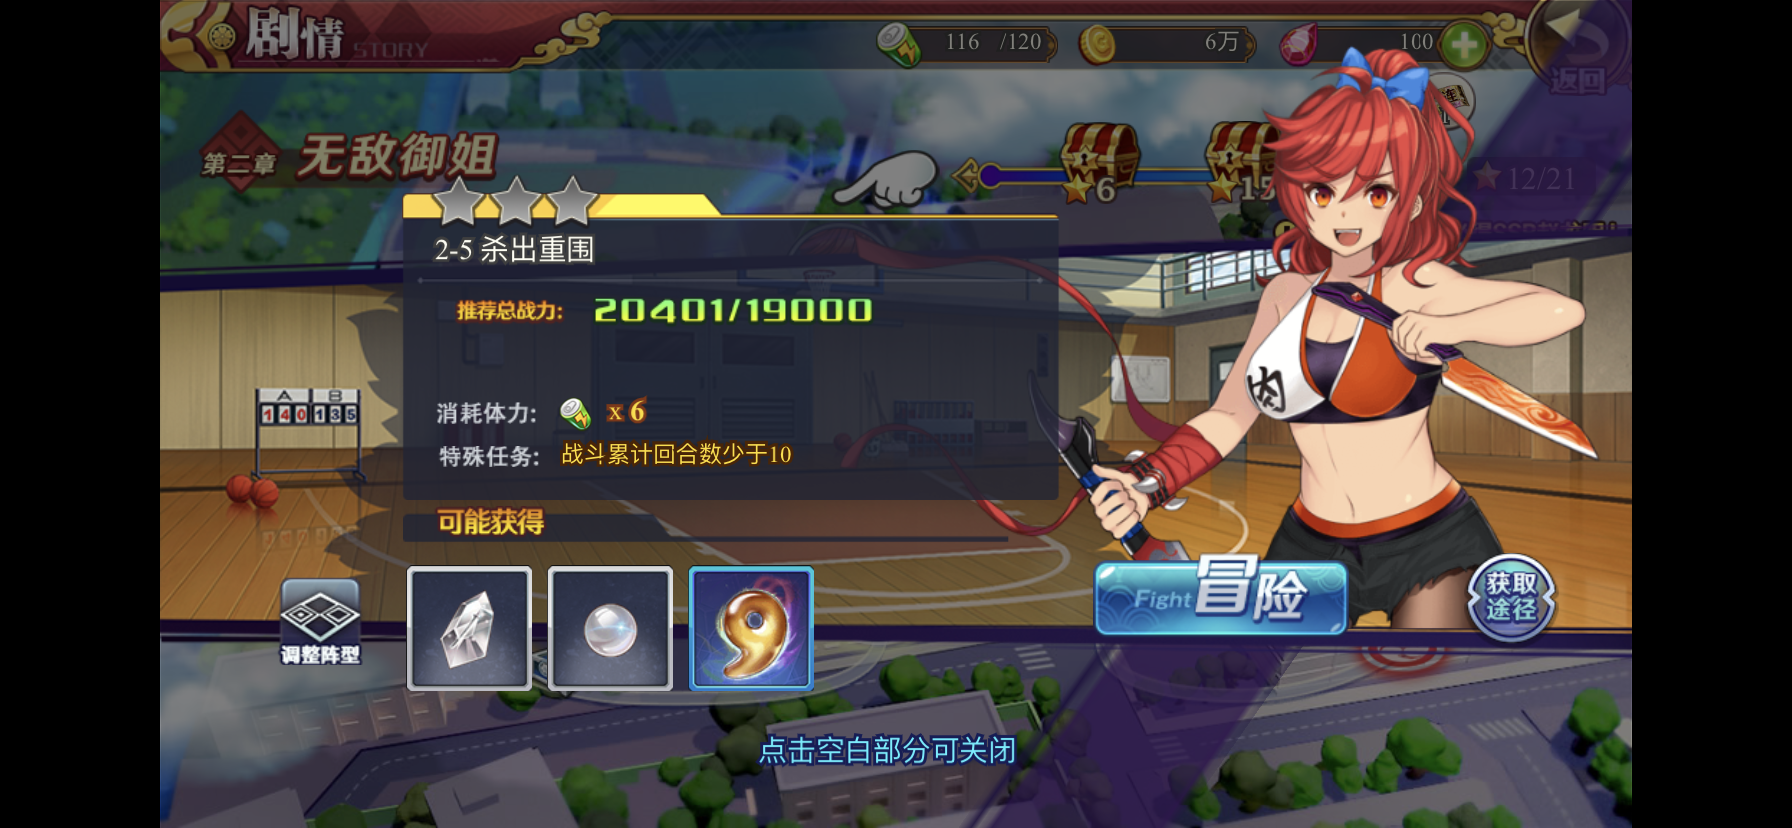 剧情 STORY
116 /120
6万
100
返回
第二章 无敌御姐
6
15
12/21
2-5 杀出重围
推荐总战力: 20401/19000
消耗体力: x 6
特殊任务: 战斗累计回合数少于10
A B
140 135
肉
可能获得
调整阵型
Fight 冒险
获取
途径
点击空白部分可关闭